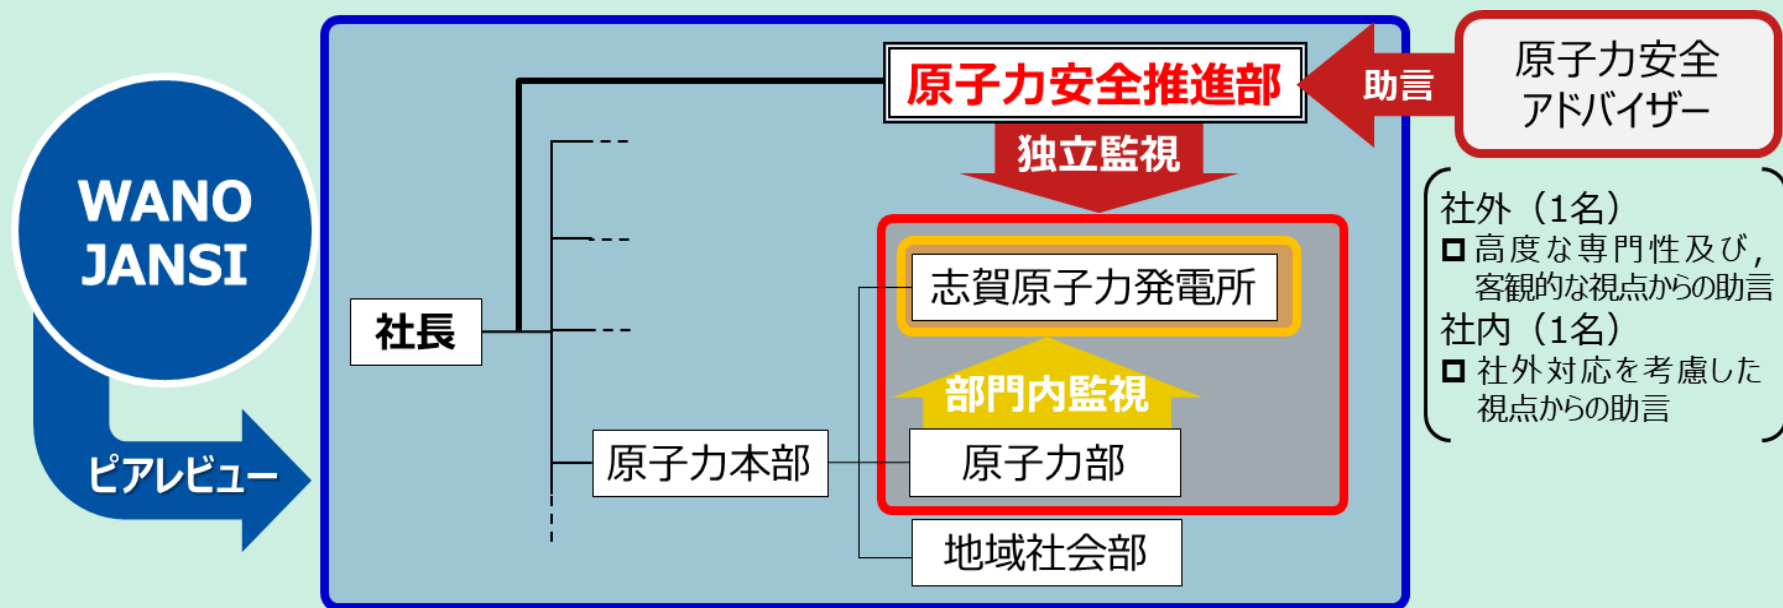 WANO
JANSI
ピアレビュー
社長
原子力安全推進部
独立監視
志賀原子力発電所
部門内監視
原子力本部
原子力部
地域社会部
助言
原子力安全
アドバイザー
社外（1名）
高度な専門性及び，
客観的な視点からの助言
社内（1名）
社外対応を考慮した
視点からの助言